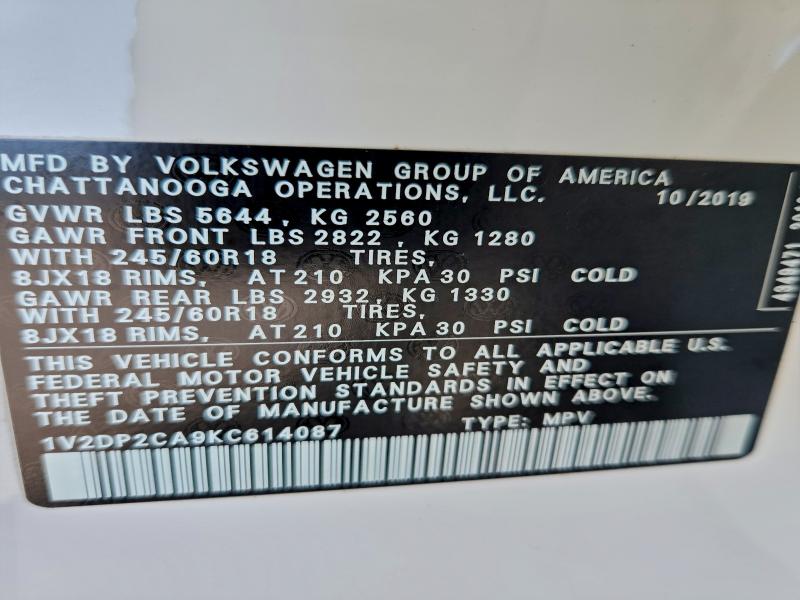 MFD BY VOLKSWAGEN GROUP OF AMERICA
CHATTANOOGA OPERATIONS, LLC. 10/2019
GVWR LBS 5644, KG 2560
GAWR FRONT LBS 2822, KG 1280
WITH 245/60R18 TIRES,
8JX18 RIMS, AT 210 KPA 30 PSI COLD
GAWR REAR LBS 2932, KG 1330
WITH 245/60R18 TIRES,
8JX18 RIMS, AT 210 KPA 30 PSI COLD
THIS VEHICLE CONFORMS TO ALL APPLICABLE U.S.
FEDERAL MOTOR VEHICLE SAFETY AND
THEFT PREVENTION STANDARDS IN EFFECT ON
THE DATE OF MANUFACTURE SHOWN ABOVE.
1V2DP2CA9KC614087 TYPE: MPV